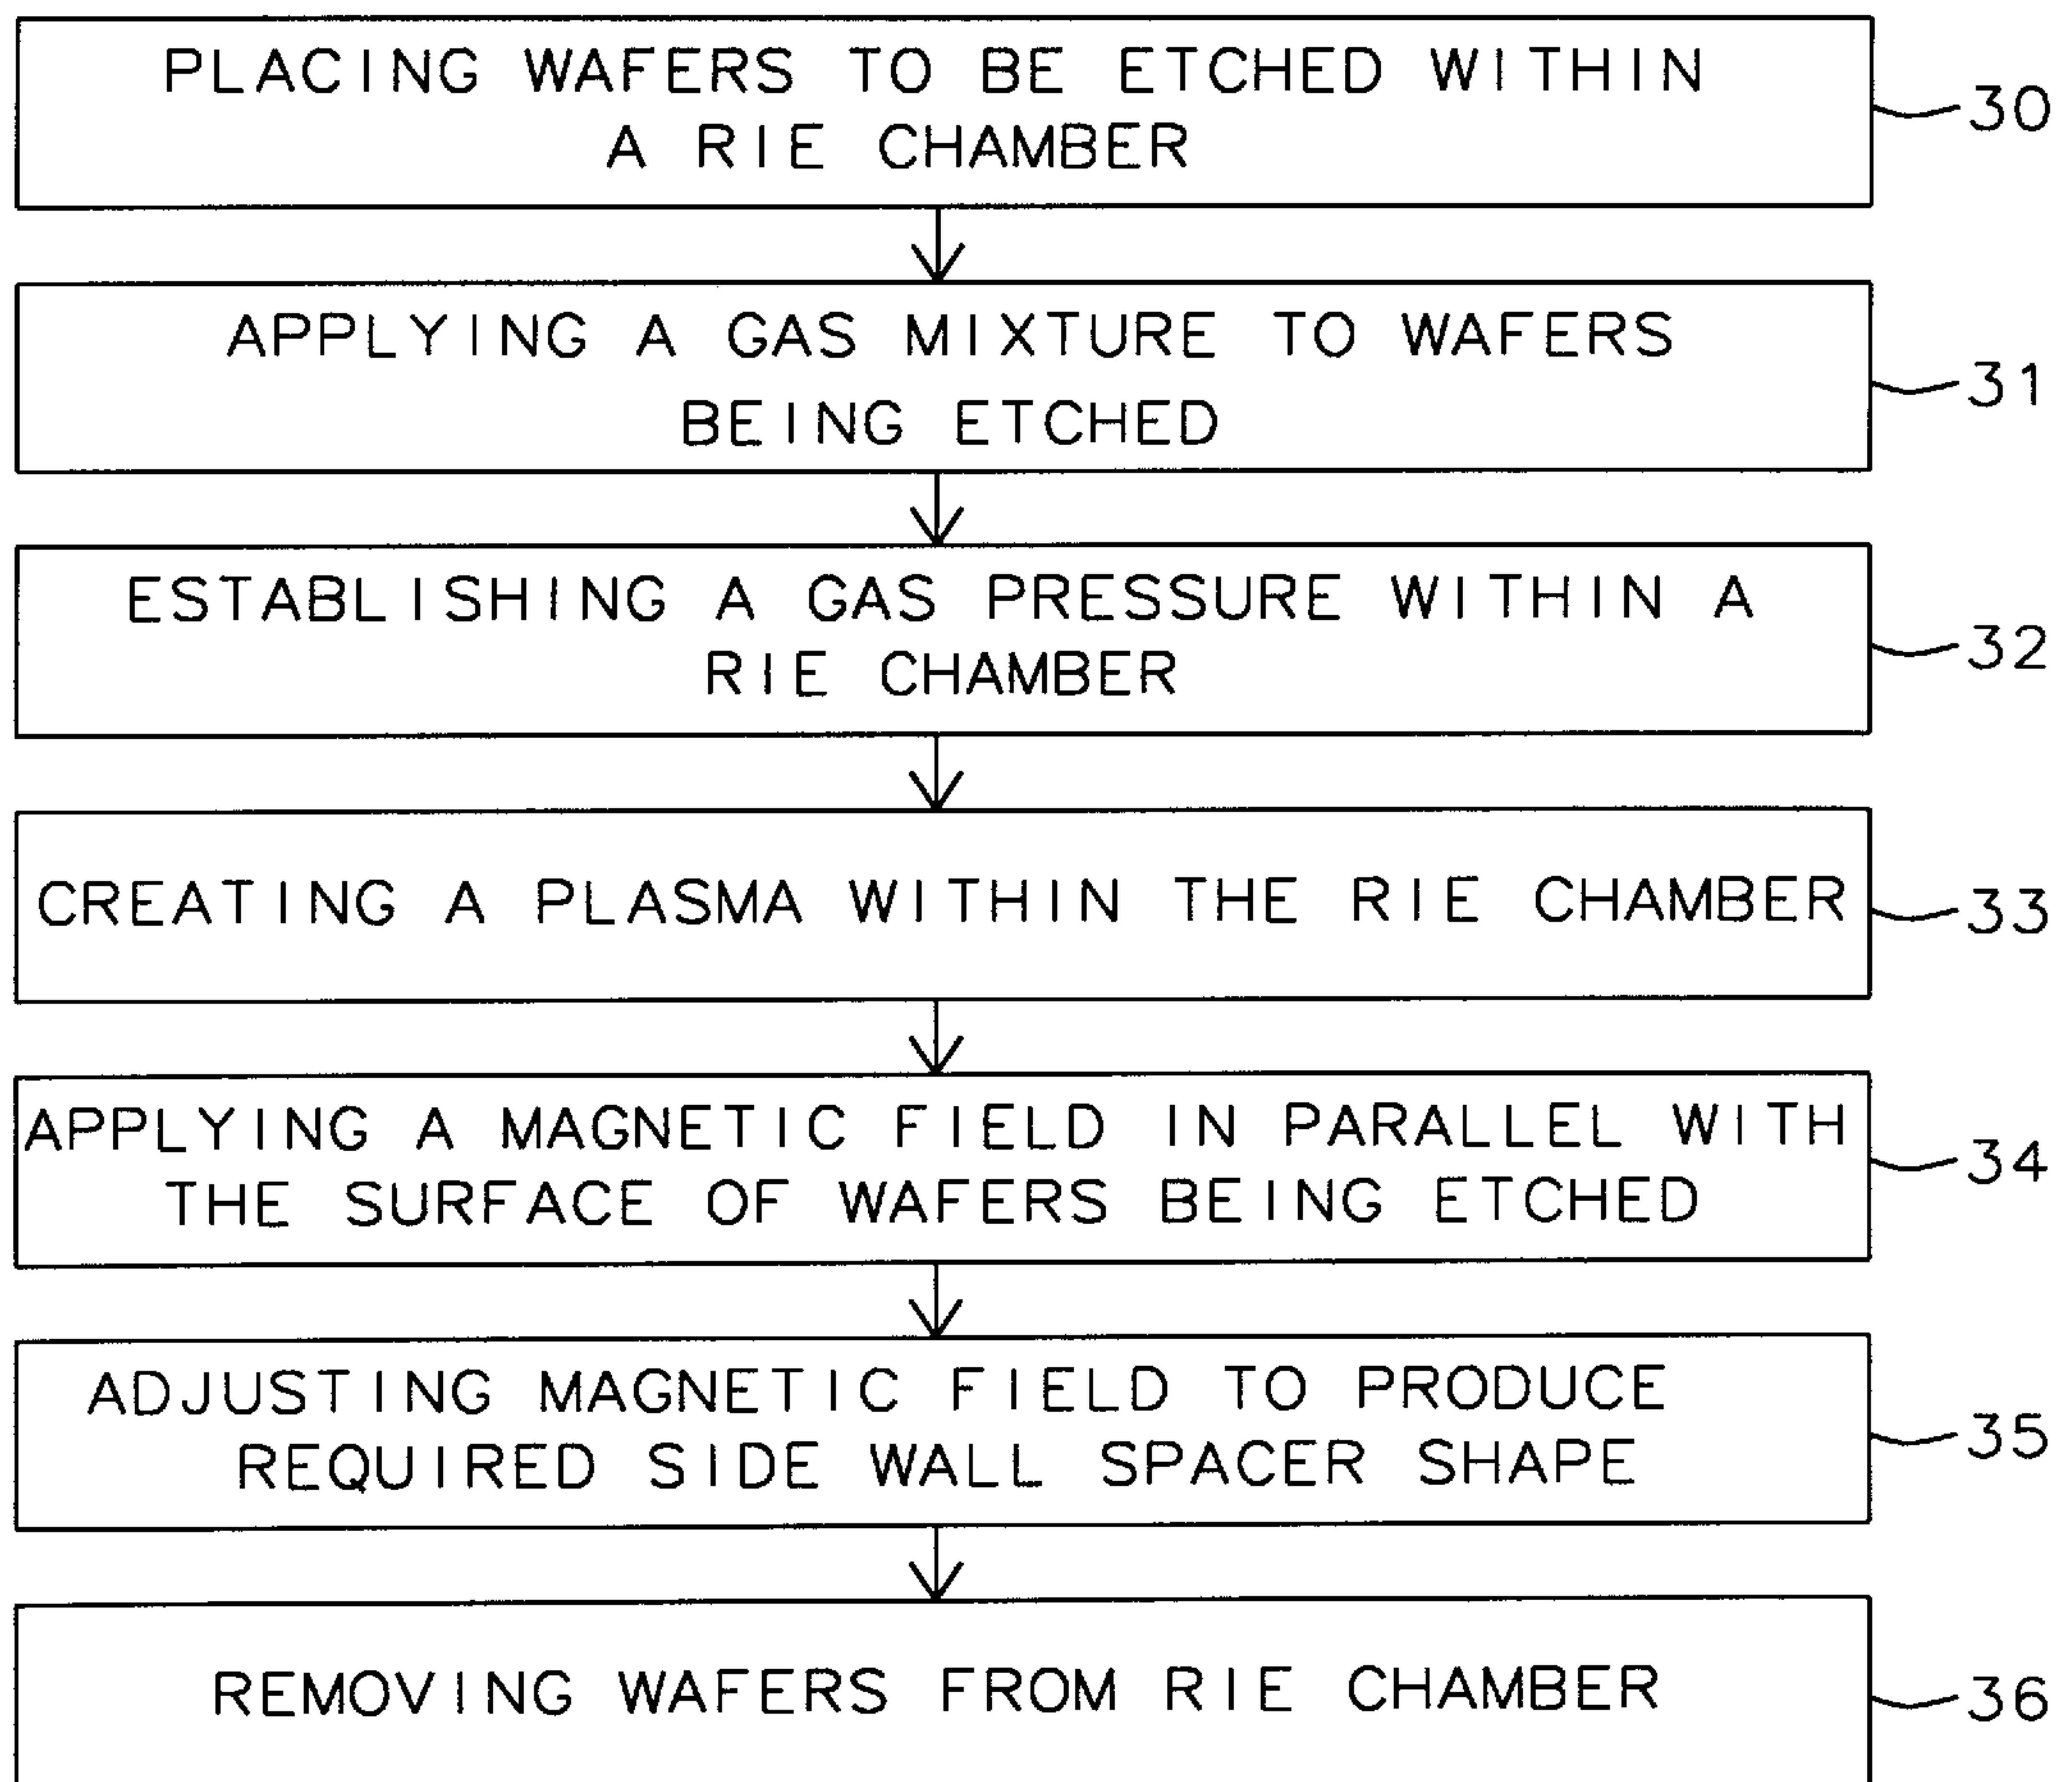 PLACING WAFERS TO BE ETCHED WITHIN
A RIE CHAMBER
30
APPLYING A GAS MIXTURE TO WAFERS
BEING ETCHED
31
ESTABLISHING A GAS PRESSURE WITHIN A
RIE CHAMBER
32
CREATING A PLASMA WITHIN THE RIE CHAMBER
33
APPLYING A MAGNETIC FIELD IN PARALLEL WITH
THE SURFACE OF WAFERS BEING ETCHED
34
ADJUSTING MAGNETIC FIELD TO PRODUCE
REQUIRED SIDE WALL SPACER SHAPE
35
REMOVING WAFERS FROM RIE CHAMBER
36